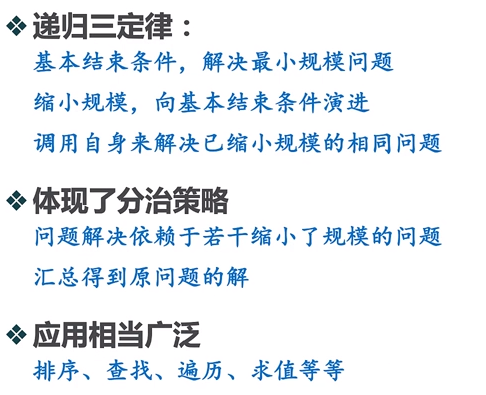 ❖ 递归三定律：
基本结束条件，解决最小规模问题
缩小规模，向基本结束条件演进
调用自身来解决已缩小规模的相同问题
❖ 体现了分治策略
问题解决依赖于若干缩小了规模的问题
汇总得到原问题的解
❖ 应用相当广泛
排序、查找、遍历、求值等等